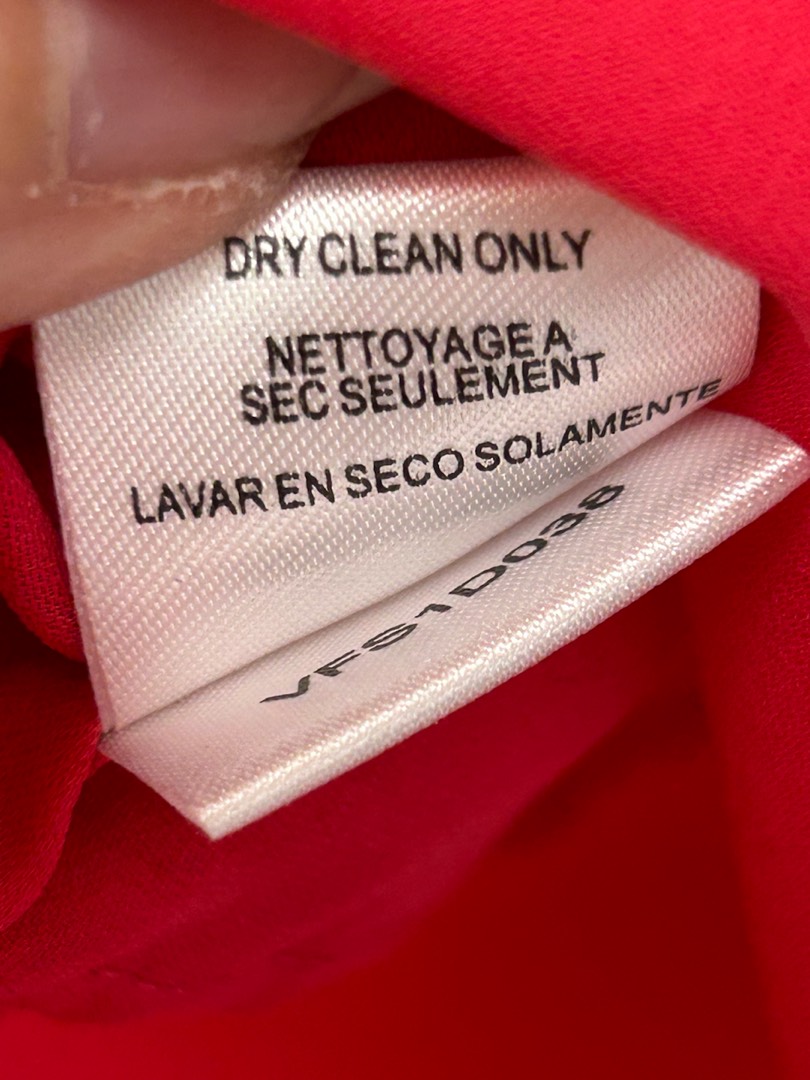 DRY CLEAN ONLY
NETTOYAGE A
SEC SEULEMENT
LAVAR EN SECO SOLAMENTE
VFS1D038